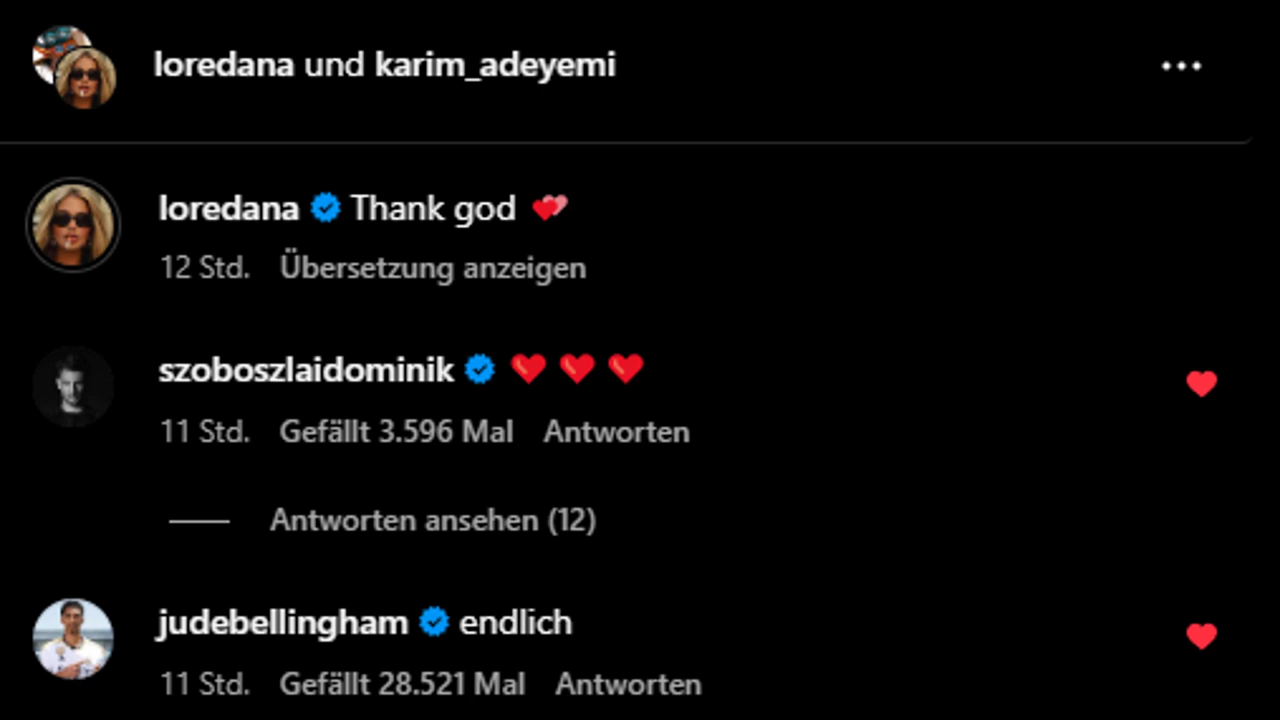 loredana und karim_adeyemi
loredana Thank god 💕
12 Std. Übersetzung anzeigen
szoboszlaidominik ❤️ ❤️ ❤️
11 Std. Gefällt 3.596 Mal Antworten
Antworten ansehen (12)
judebellingham endlich
11 Std. Gefällt 28.521 Mal Antworten